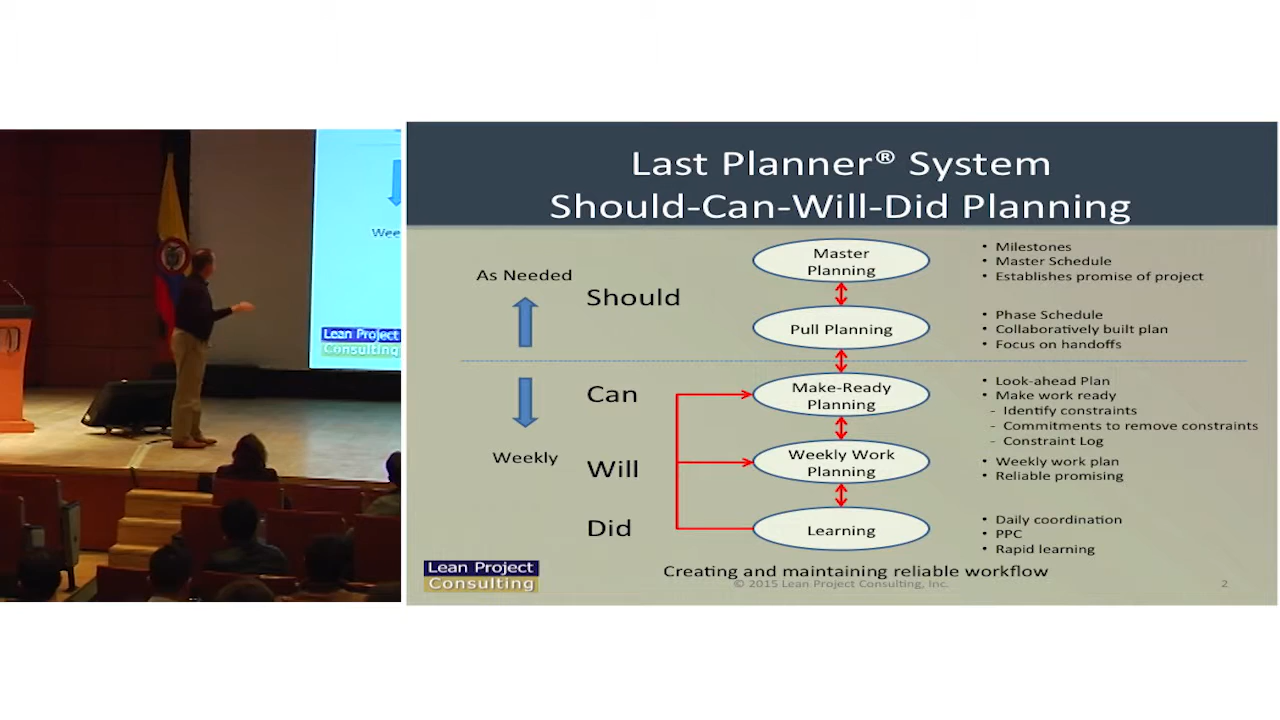 Wee
Lean Project
Consulting
Last Planner® System
Should-Can-Will-Did Planning
As Needed
Should
Master
Planning
• Milestones
• Master Schedule
• Establishes promise of project
Pull Planning
• Phase Schedule
• Collaboratively built plan
• Focus on handoffs
Can
Make-Ready
Planning
• Look-ahead Plan
• Make work ready
- Identify constraints
- Commitments to remove constraints
- Constraint Log
Weekly
Will
Weekly Work
Planning
• Weekly work plan
• Reliable promising
Did
Learning
• Daily coordination
• PPC
• Rapid learning
Lean Project
Consulting
Creating and maintaining reliable workflow
© 2015 Lean Project Consulting, Inc.
2